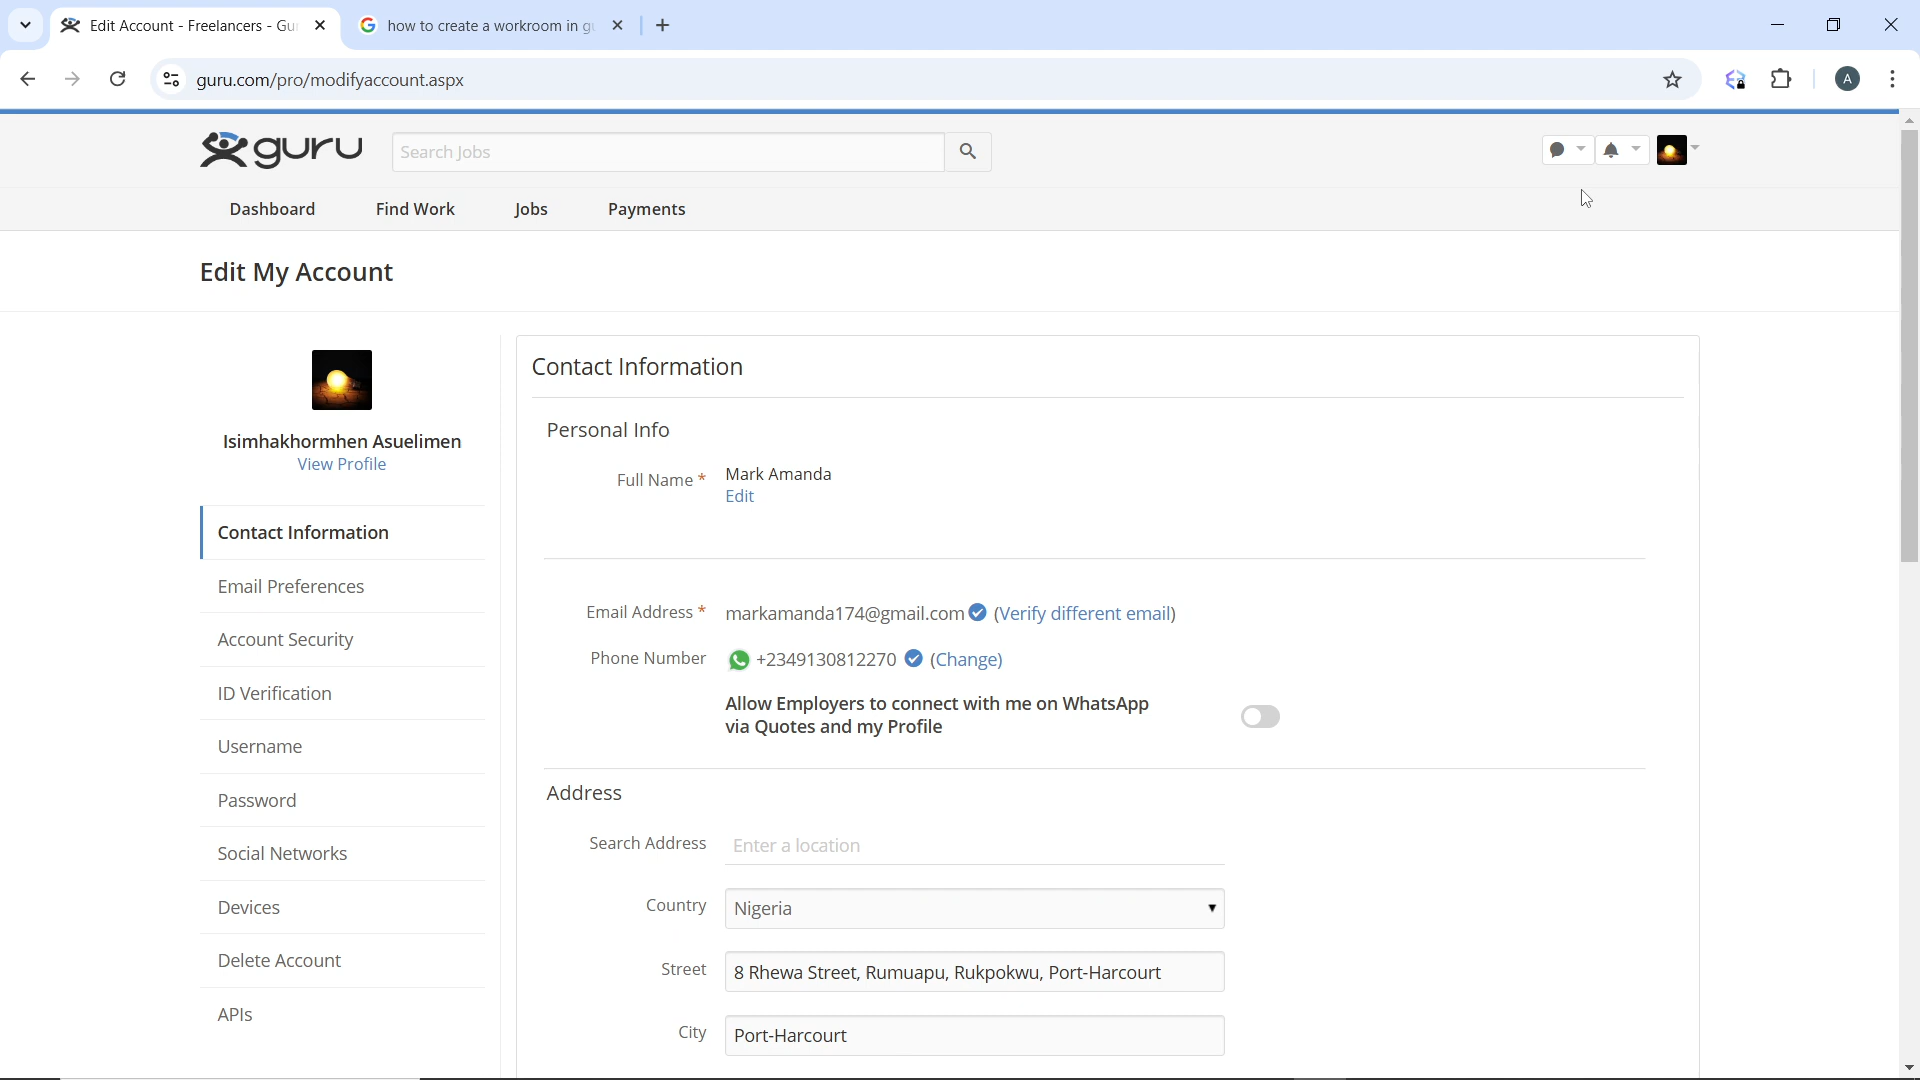 Edit Account - Freelancers - Gur
how to create a workroom in gu
guru.com/pro/modifyaccount.aspx
A
guru
Search Jobs
Dashboard
Find Work
Jobs
Payments
Edit My Account
Isimhakhormhen Asuelimen
View Profile
Contact Information
Email Preferences
Account Security
ID Verification
Username
Password
Social Networks
Devices
Delete Account
APIs
Contact Information
Personal Info
Full Name * Mark Amanda
Edit
Email Address * markamanda174@gmail.com (Verify different email)
Phone Number +2349130812270 (Change)
Allow Employers to connect with me on WhatsApp
via Quotes and my Profile
Address
Search Address Enter a location
Country Nigeria
Street 8 Rhewa Street, Rumuapu, Rukpokwu, Port-Harcourt
City Port-Harcourt